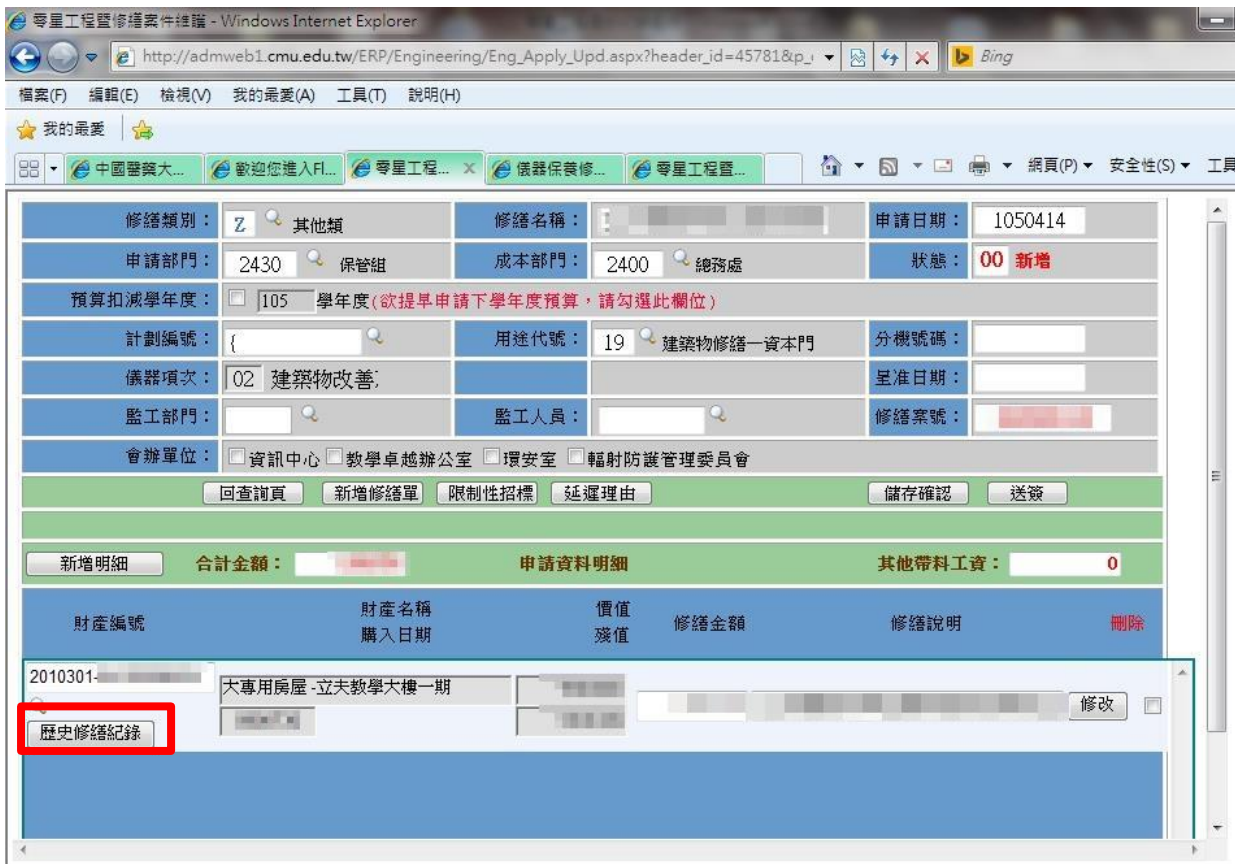 零星工程暨修繕案件維護 - Windows Internet Explorer
http://admweb1.cmu.edu.tw/ERP/Engineering/Eng_Apply_Upd.aspx?header_id=45781&p_ Bing
檔案(F) 編輯(E) 檢視(V) 我的最愛(A) 工具(T) 說明(H)
我的最愛
中國醫藥大... 歡迎您進入Fl... 零星工程... x 儀器保養修... 零星工程暨... 網頁(P) 安全性(S) 工具
修繕類別： Z 其他類 修繕名稱： 申請日期： 1050414
申請部門： 2430 保管組 成本部門： 2400 總務處 狀態： 00 新增
預算扣減學年度： 105 學年度(欲提早申請下學年度預算，請勾選此欄位)
計劃編號： { 用途代號： 19 建築物修繕—資本門 分機號碼：
儀器項次： 02 建築物改善 呈准日期：
監工部門： 監工人員： 修繕案號：
會辦單位： 資訊中心 教學卓越辦公室 環安室 輻射防護管理委員會
回查詢頁 新增修繕單 限制性招標 延遲理由 儲存確認 送簽
新增明細 合計金額： 申請資料明細 其他帶料工資： 0
財產編號 財產名稱 價值 修繕金額 修繕說明 刪除
購入日期 殘值
2010301-
大專用房屋 -立夫教學大樓一期
修改
歷史修繕紀錄